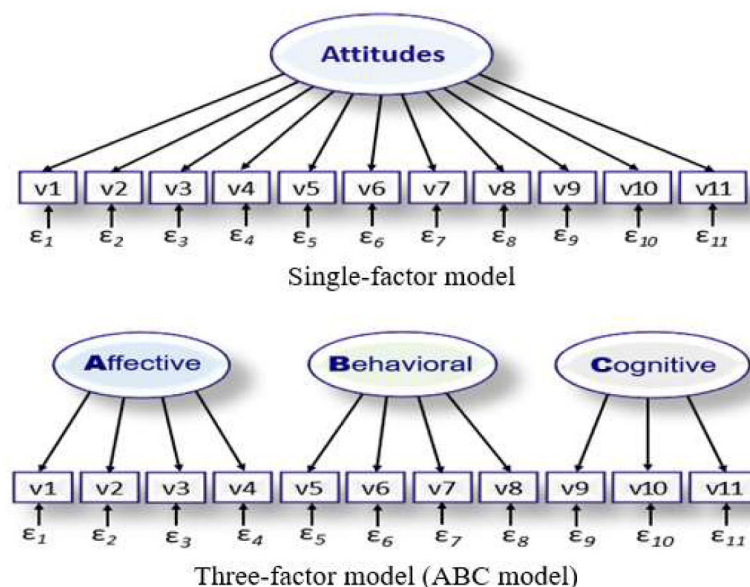 Attitudes
v1 v2 v3 v4 v5 v6 v7 v8 v9 v10 v11
ε1 ε2 ε3 ε4 ε5 ε6 ε7 ε8 ε9 ε10 ε11
Single-factor model
Affective Behavioral Cognitive
v1 v2 v3 v4 v5 v6 v7 v8 v9 v10 v11
ε1 ε2 ε3 ε4 ε5 ε6 ε7 ε8 ε9 ε10 ε11
Three-factor model (ABC model)